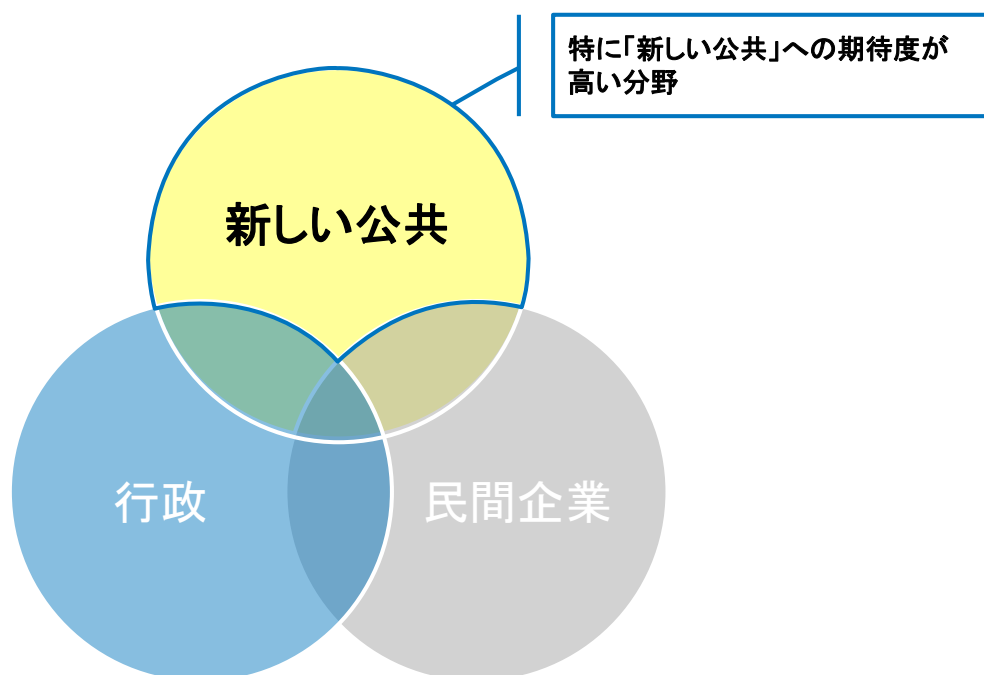 特に「新しい公共」への期待度が
高い分野
新しい公共
行政
民間企業